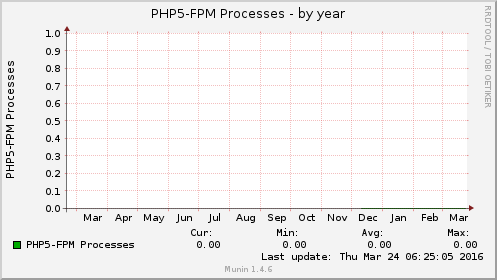 PHP5-FPM Processes - by year
RRDTOOL / TOBI OETIKER
PHP5-FPM Processes
1.0
0.9
0.8
0.7
0.6
0.5
0.4
0.3
0.2
0.1
0.0
Mar Apr May Jun Jul Aug Sep Oct Nov Dec Jan Feb Mar
Cur: Min: Avg: Max:
PHP5-FPM Processes 0.00 0.00 0.00 0.00
Last update: Thu Mar 24 06:25:05 2016
Munin 1.4.6